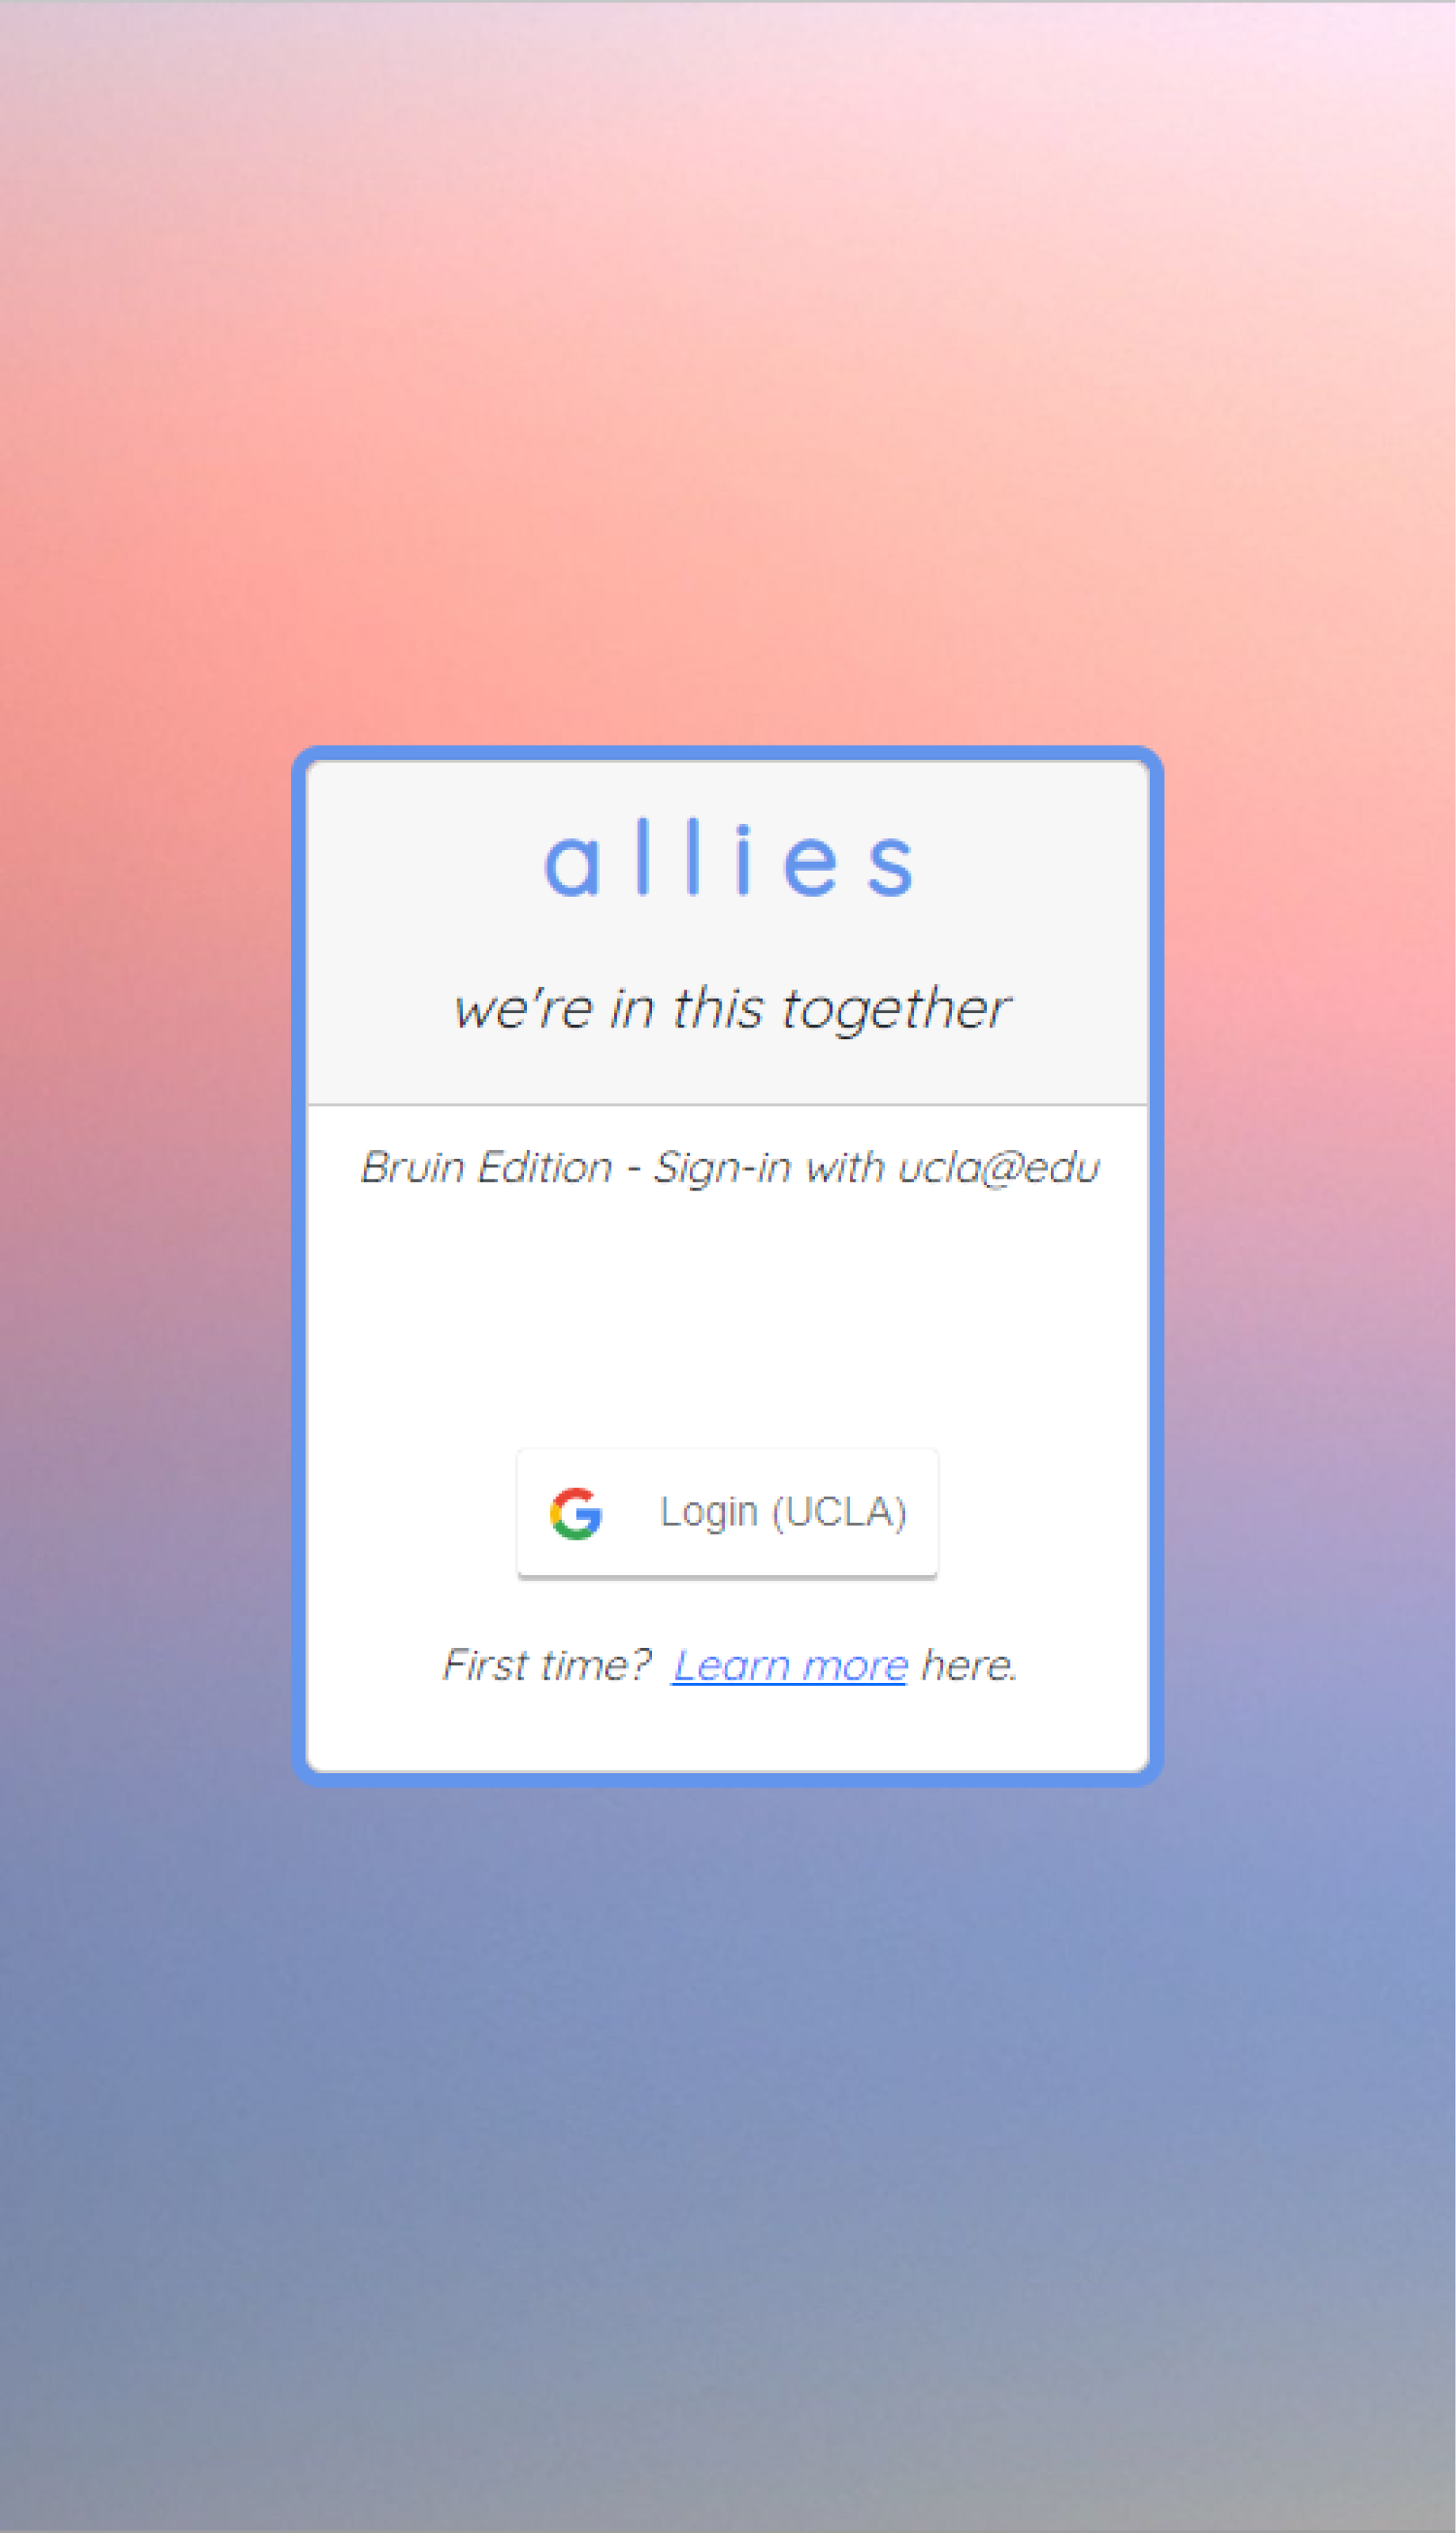 allies
we're in this together
Bruin Edition - Sign-in with ucla@edu
Login (UCLA)
First time? Learn more here.